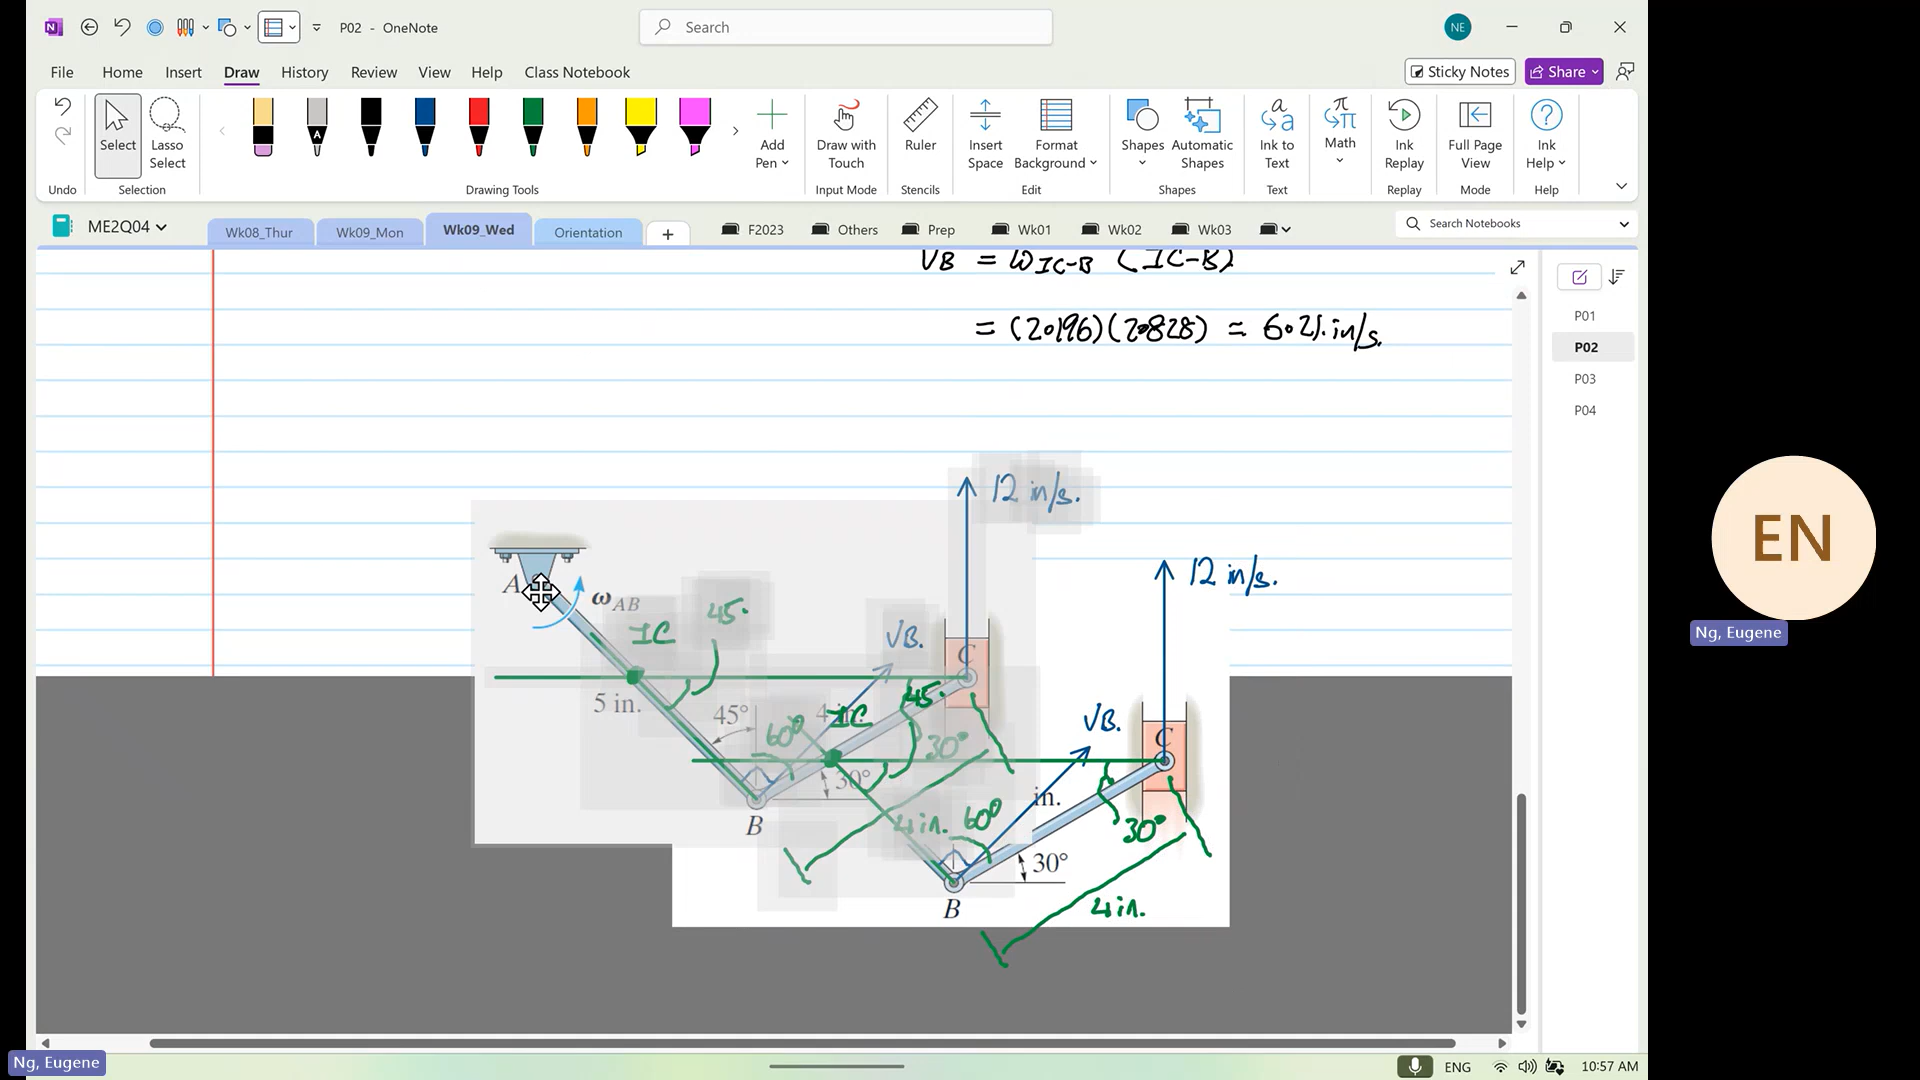 P02 - OneNote
Search
NE
File Home Insert Draw History Review View Help Class Notebook
Sticky Notes
Share
Undo
Select
Lasso Select
Selection
A
Drawing Tools
Add Pen
Draw with Touch
Input Mode
Ruler
Stencils
Insert Space
Format Background
Edit
Shapes
Automatic Shapes
Shapes
Ink to Text
Text
Math
Ink Replay
Replay
Full Page View
Mode
Ink Help
Help
ME2Q04
Wk08_Thur
Wk09_Mon
Wk09_Wed
Orientation
F2023
Others
Prep
Wk01
Wk02
Wk03
Search Notebooks
P01
P02
P03
P04
VB = ωIC-B (IC-B)
= (2.196)(2.828) = 6.21 in/s.
12 in/s.
A
ωAB
IC
45°
VB.
C
5 in.
45°
60°
30°
B
12 in/s.
VB.
C
IC
45°
30°
4 in.
60°
in.
30°
30°
B
4 in.
EN
Ng, Eugene
Ng, Eugene
ENG
10:57 AM